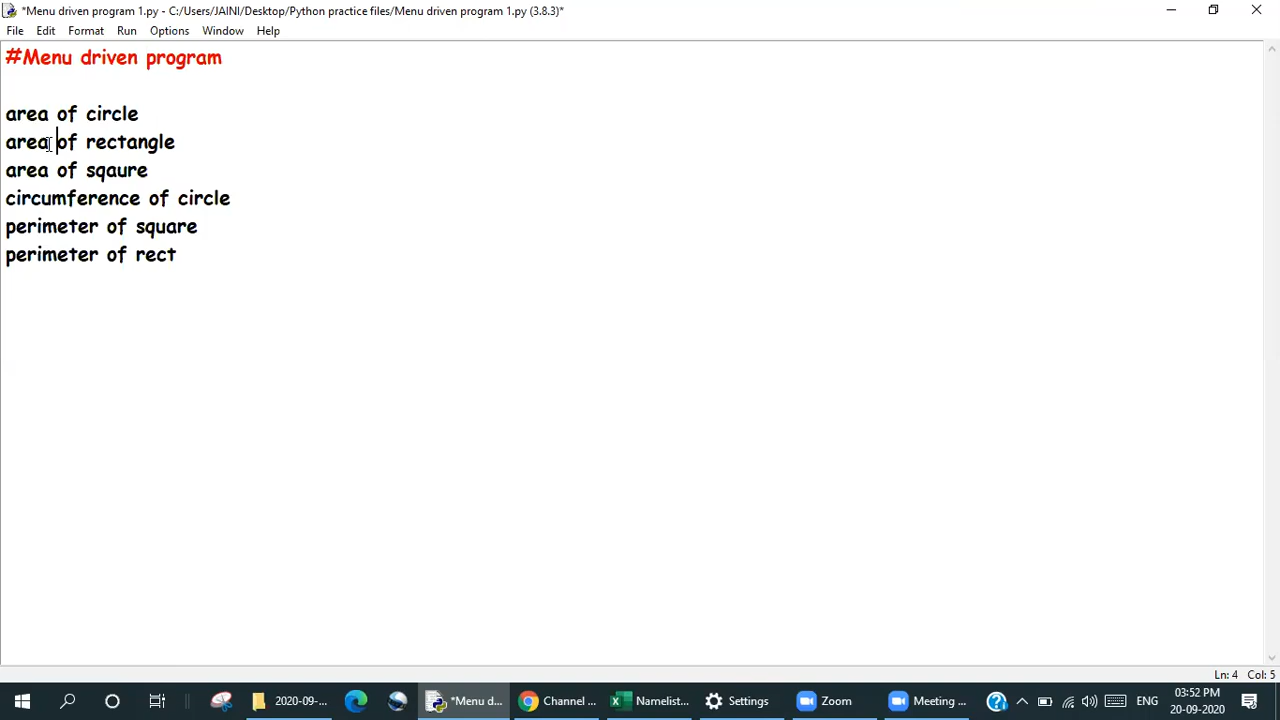 *Menu driven program 1.py - C:/Users/JAINI/Desktop/Python practice files/Menu driven program 1.py (3.8.3)*
File Edit Format Run Options Window Help
#Menu driven program
area of circle
area of rectangle
area of sqaure
circumference of circle
perimeter of square
perimeter of rect
Ln: 4 Col: 5
2020-09-... *Menu d... Channel ... Namelist... Settings Zoom Meeting ... ENG 03:52 PM
20-09-2020